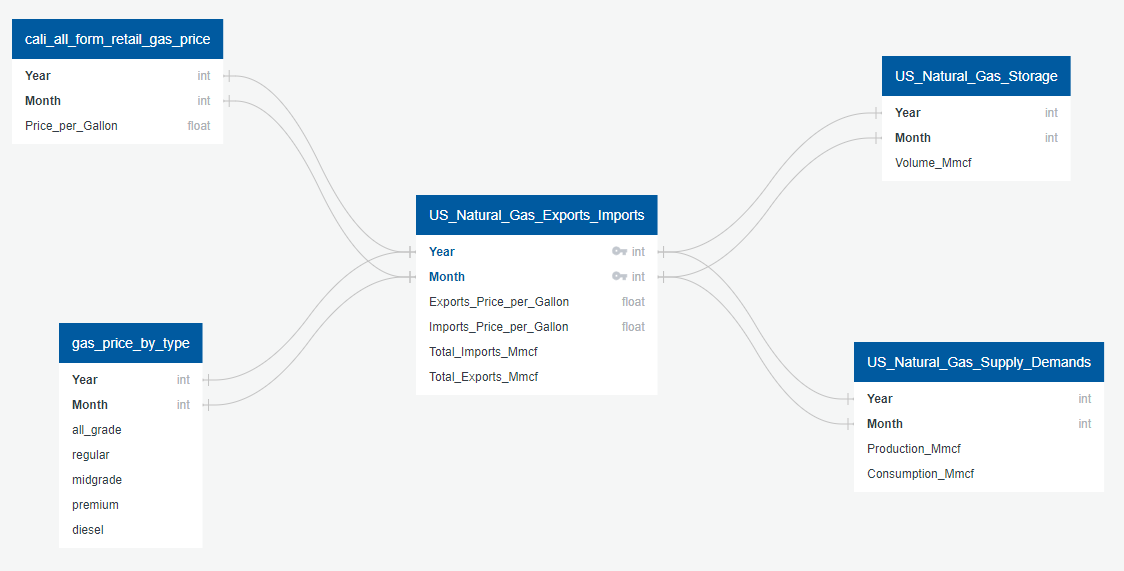 cali_all_form_retail_gas_price
Year int
Month int
Price_per_Gallon float
US_Natural_Gas_Storage
Year int
Month int
Volume_Mmcf
US_Natural_Gas_Exports_Imports
Year int
Month int
Exports_Price_per_Gallon float
Imports_Price_per_Gallon float
Total_Imports_Mmcf
Total_Exports_Mmcf
gas_price_by_type
Year int
Month int
all_grade
regular
midgrade
premium
diesel
US_Natural_Gas_Supply_Demands
Year int
Month int
Production_Mmcf
Consumption_Mmcf